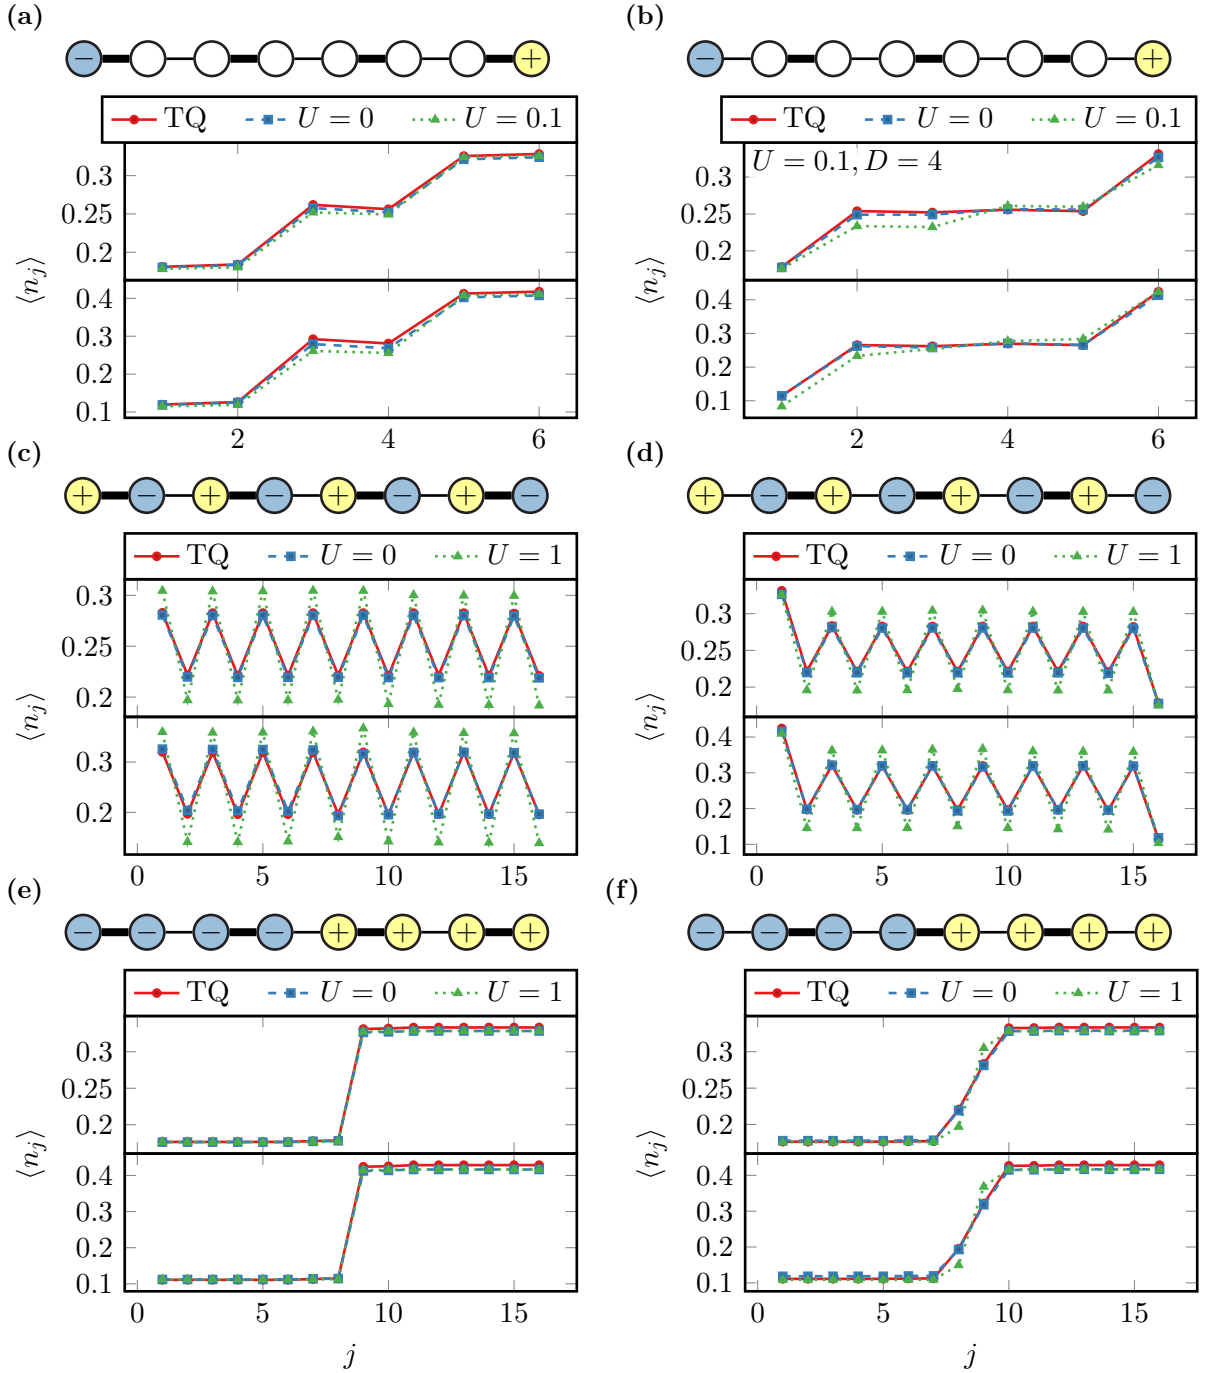 (a)
− +
TQ U = 0 U = 0.1
0.3
0.25
0.2
⟨n_j⟩
0.4
0.3
0.2
0.1
2 4 6
(b)
− +
TQ U = 0 U = 0.1
U = 0.1, D = 4
0.3
0.25
0.2
⟨n_j⟩
0.4
0.3
0.2
0.1
2 4 6
(c)
+ − + − + − + −
TQ U = 0 U = 1
0.3
0.25
0.2
⟨n_j⟩
0.3
0.2
0 5 10 15
(d)
+ − + − + − + −
TQ U = 0 U = 1
0.3
0.25
0.2
⟨n_j⟩
0.4
0.3
0.2
0.1
0 5 10 15
(e)
− − − − + + + +
TQ U = 0 U = 1
0.3
0.25
0.2
⟨n_j⟩
0.4
0.3
0.2
0.1
0 5 10 15
j
(f)
− − − − + + + +
TQ U = 0 U = 1
0.3
0.25
0.2
⟨n_j⟩
0.4
0.3
0.2
0.1
0 5 10 15
j